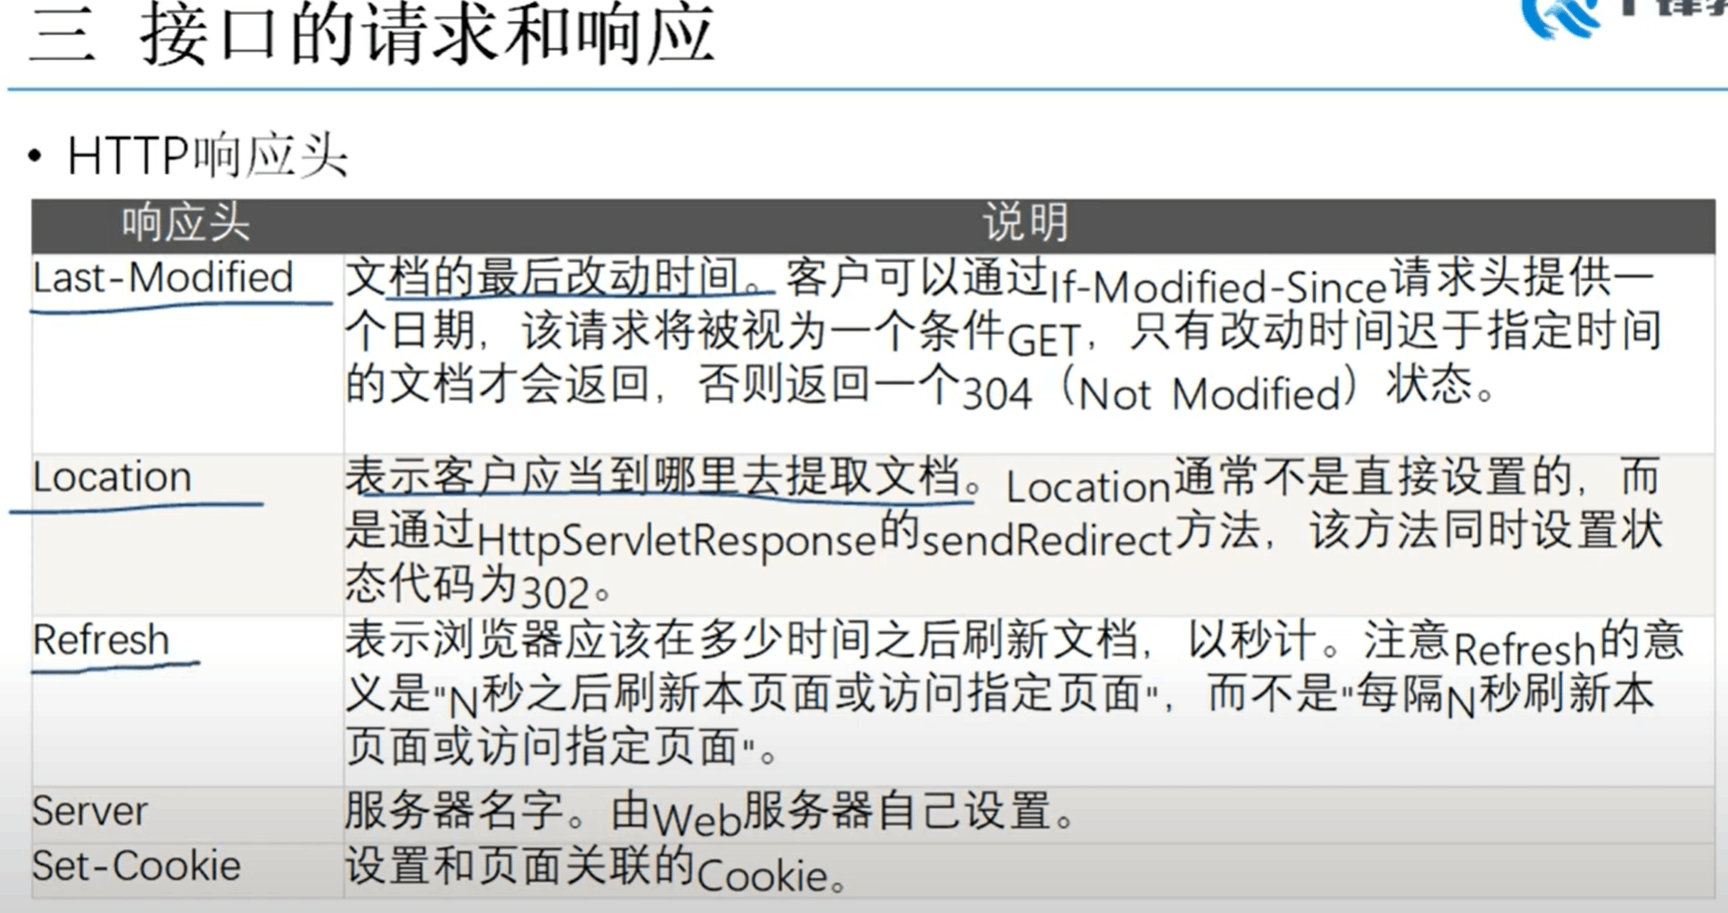 三 接口的请求和响应
• HTTP响应头
响应头 说明
Last-Modified 文档的最后改动时间。客户可以通过If-Modified-Since请求头提供一
个日期，该请求将被视为一个条件GET，只有改动时间迟于指定时间
的文档才会返回，否则返回一个304（Not Modified）状态。
Location 表示客户应当到哪里去提取文档。Location通常不是直接设置的，而
是通过HttpServletResponse的sendRedirect方法，该方法同时设置状
态代码为302。
Refresh 表示浏览器应该在多少时间之后刷新文档，以秒计。注意Refresh的意
义是"N秒之后刷新本页面或访问指定页面"，而不是"每隔N秒刷新本
页面或访问指定页面"。
Server 服务器名字。由Web服务器自己设置。
Set-Cookie 设置和页面关联的Cookie。